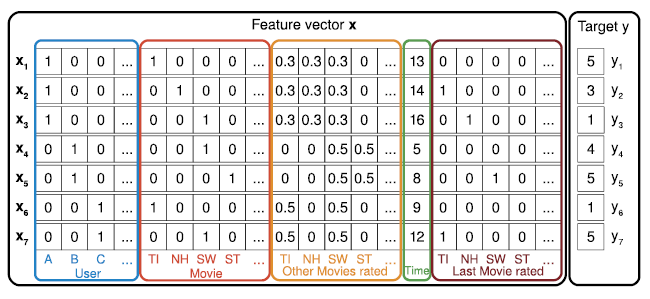 Feature vector x Target y
x1 1 0 0 ... 1 0 0 0 ... 0.3 0.3 0.3 0 ... 13 0 0 0 0 ... 5 y1
x2 1 0 0 ... 0 1 0 0 ... 0.3 0.3 0.3 0 ... 14 1 0 0 0 ... 3 y2
x3 1 0 0 ... 0 0 1 0 ... 0.3 0.3 0.3 0 ... 16 0 1 0 0 ... 1 y3
x4 0 1 0 ... 0 0 1 0 ... 0 0 0.5 0.5 ... 5 0 0 0 0 ... 4 y4
x5 0 1 0 ... 0 0 0 1 ... 0 0 0.5 0.5 ... 8 0 0 1 0 ... 5 y5
x6 0 0 1 ... 1 0 0 0 ... 0.5 0 0.5 0 ... 9 0 0 0 0 ... 1 y6
x7 0 0 1 ... 0 0 1 0 ... 0.5 0 0.5 0 ... 12 1 0 0 0 ... 5 y7
A B C ... TI NH SW ST ... TI NH SW ST ... Time TI NH SW ST ...
User Movie Other Movies rated Last Movie rated